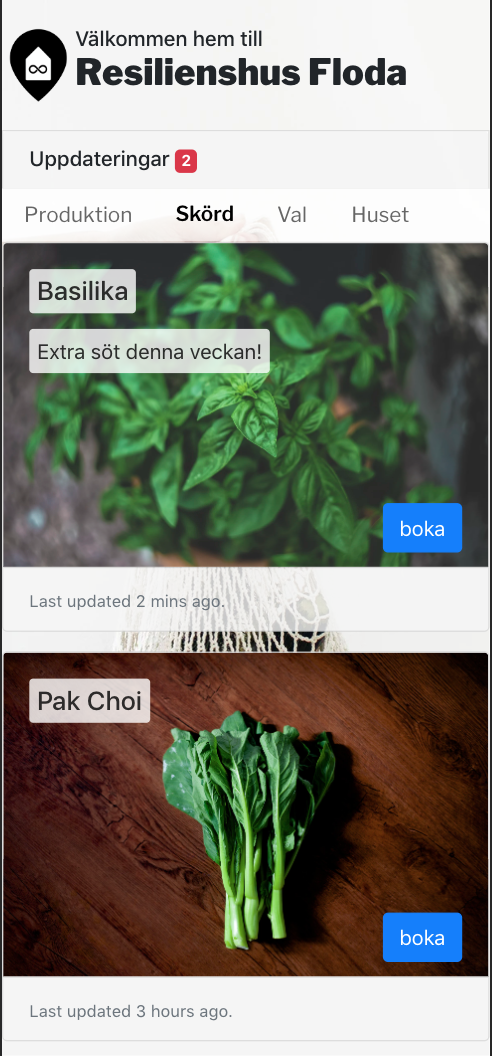 Välkommen hem till
Resilienshus Floda
Uppdateringar 2
Produktion Skörd Val Huset
Basilika
Extra söt denna veckan!
boka
Last updated 2 mins ago.
Pak Choi
boka
Last updated 3 hours ago.